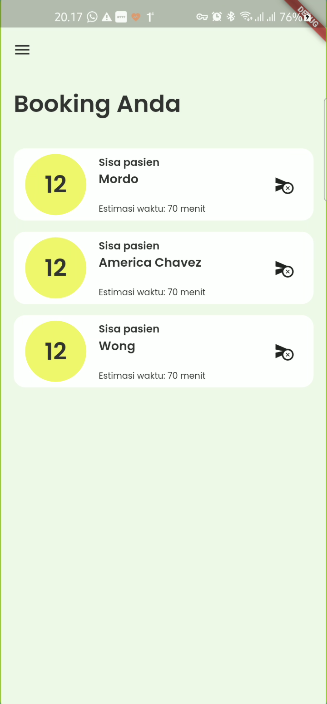 20.17 76%
DEBUG
Booking Anda
12
Sisa pasien
Mordo
Estimasi waktu: 70 menit
12
Sisa pasien
America Chavez
Estimasi waktu: 70 menit
12
Sisa pasien
Wong
Estimasi waktu: 70 menit